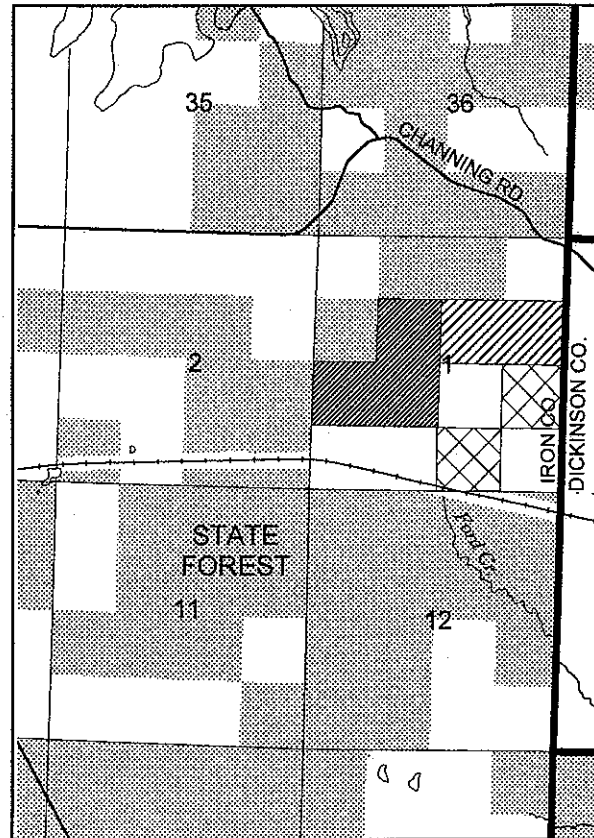 35
36
CHANNING RD.
2
1
IRON CO
DICKINSON CO.
D
STATE
FOREST
Ford Cr.
11
12